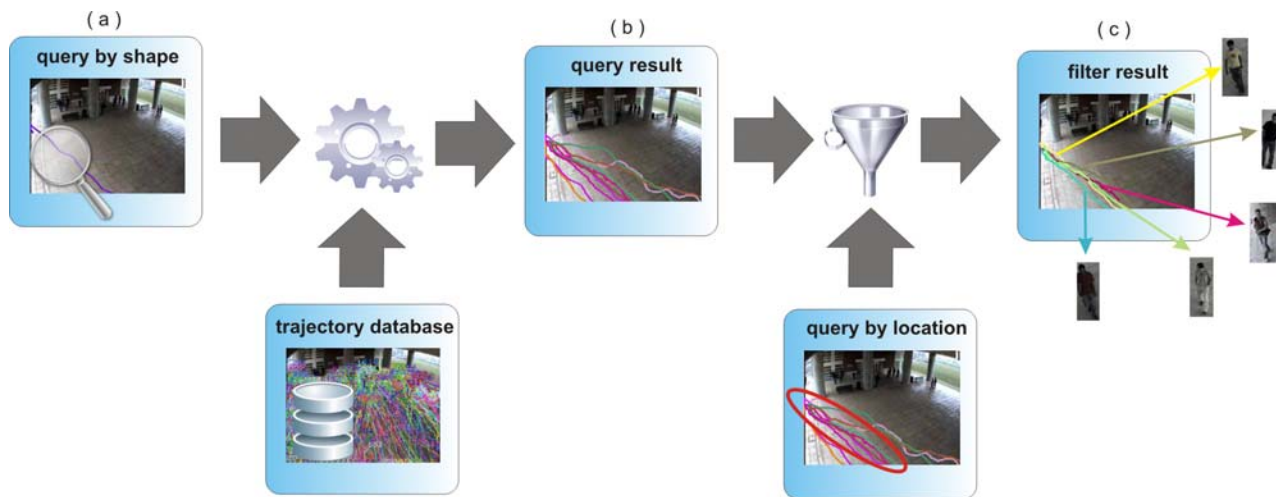 ( a )
query by shape
( b )
query result
( c )
filter result
trajectory database
query by location